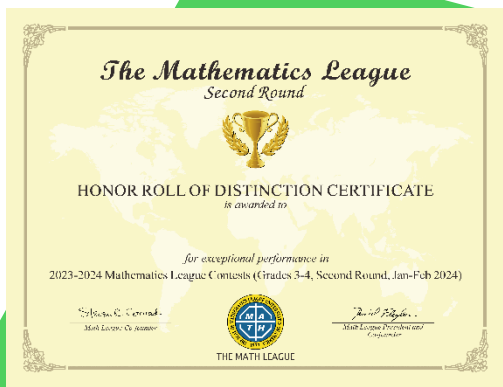 The Mathematics League
Second Round
HONOR ROLL OF DISTINCTION CERTIFICATE
is awarded to
for exceptional performance in
2023-2024 Mathematics League Contests (Grades 3-4, Second Round, Jan-Feb 2024)
Math League Co-founder
Math League President and
Co-founder
M A
T H
THE MATH LEAGUE